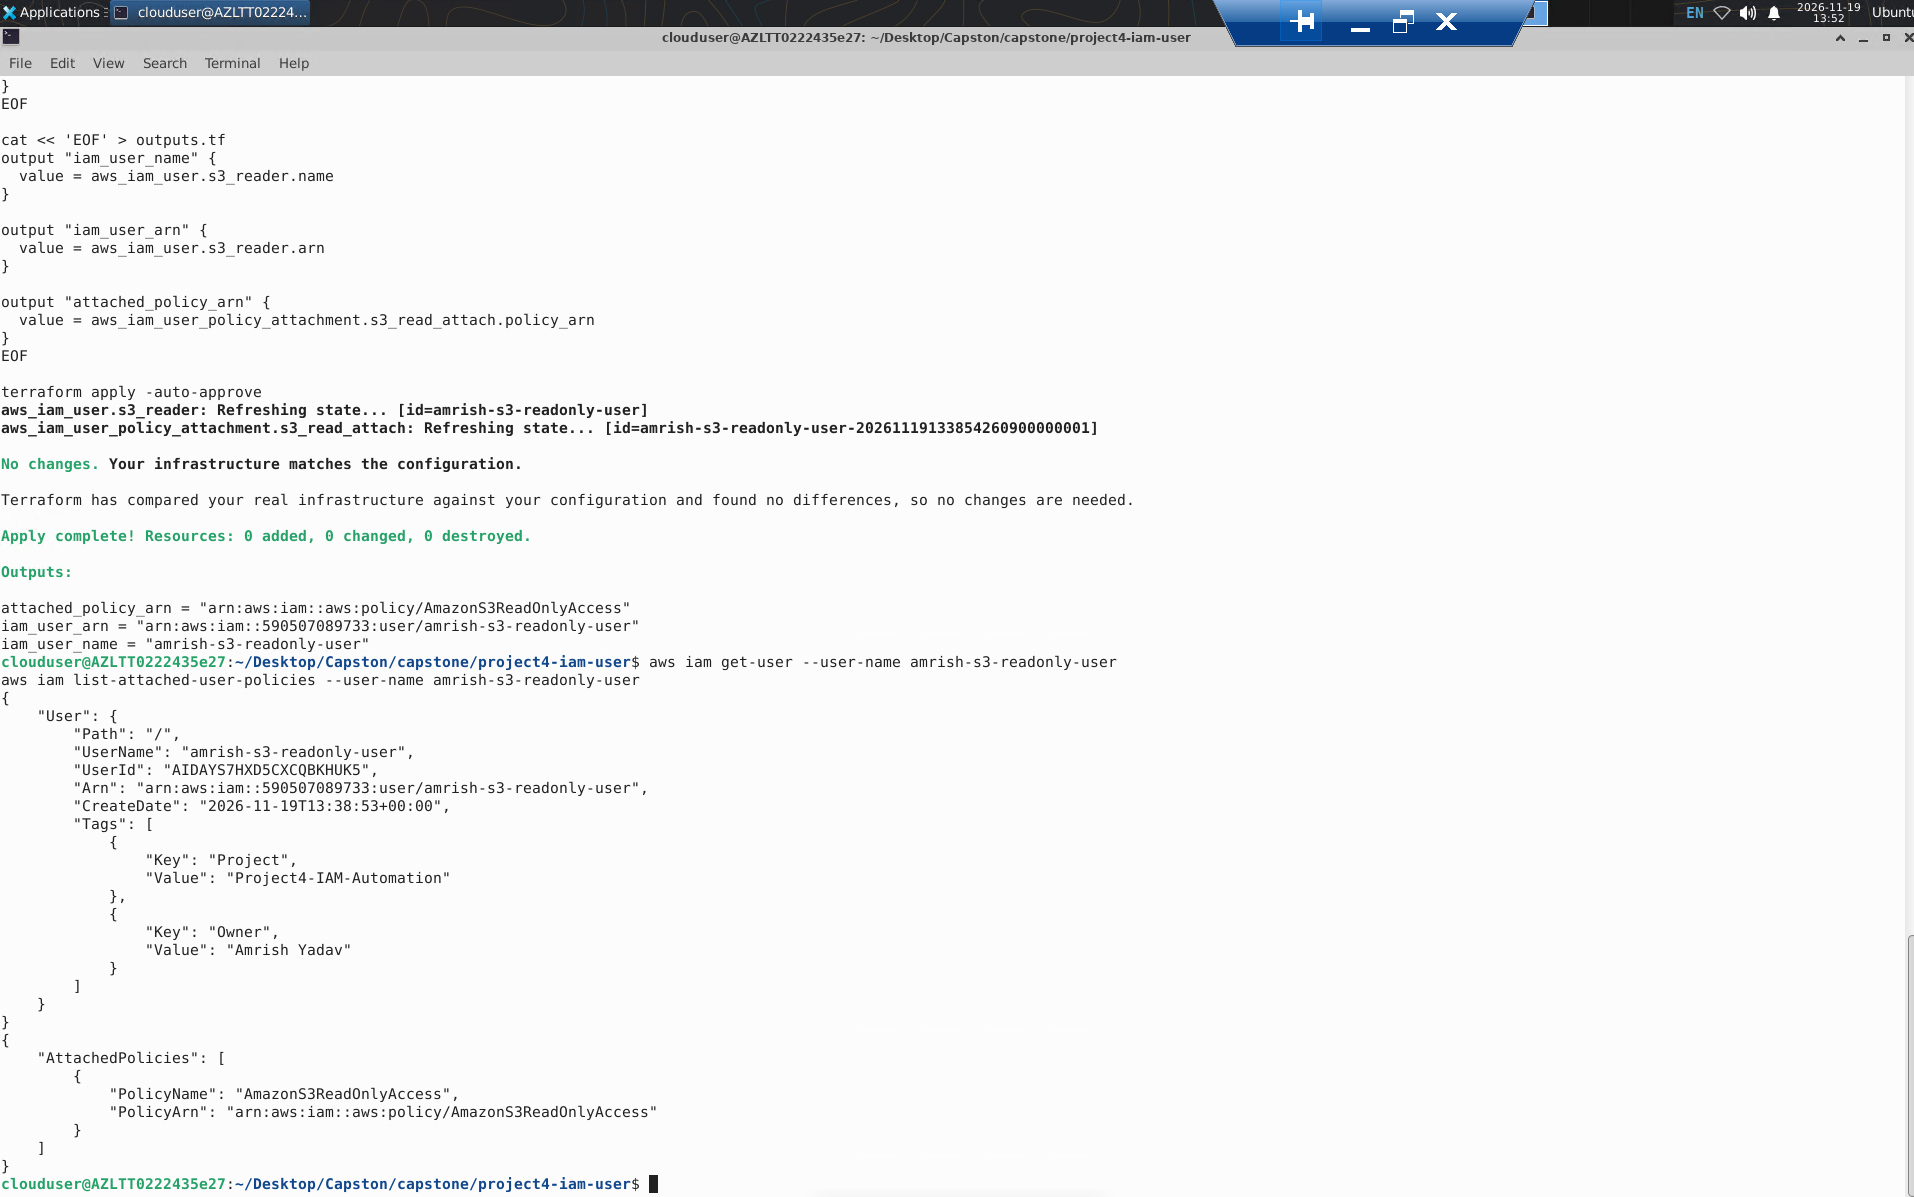 Applications
clouduser@AZLTT02224...
EN
2026-11-19
13:52
Ubuntu
clouduser@AZLTT0222435e27: ~/Desktop/Capston/capstone/project4-iam-user
File Edit View Search Terminal Help
}
EOF
cat << 'EOF' > outputs.tf
output "iam_user_name" {
  value = aws_iam_user.s3_reader.name
}
output "iam_user_arn" {
  value = aws_iam_user.s3_reader.arn
}
output "attached_policy_arn" {
  value = aws_iam_user_policy_attachment.s3_read_attach.policy_arn
}
EOF
terraform apply -auto-approve
aws_iam_user.s3_reader: Refreshing state... [id=amrish-s3-readonly-user]
aws_iam_user_policy_attachment.s3_read_attach: Refreshing state... [id=amrish-s3-readonly-user-20261119133854260900000001]
No changes. Your infrastructure matches the configuration.
Terraform has compared your real infrastructure against your configuration and found no differences, so no changes are needed.
Apply complete! Resources: 0 added, 0 changed, 0 destroyed.
Outputs:
attached_policy_arn = "arn:aws:iam::aws:policy/AmazonS3ReadOnlyAccess"
iam_user_arn = "arn:aws:iam::590507089733:user/amrish-s3-readonly-user"
iam_user_name = "amrish-s3-readonly-user"
clouduser@AZLTT0222435e27:~/Desktop/Capston/capstone/project4-iam-user$ aws iam get-user --user-name amrish-s3-readonly-user
aws iam list-attached-user-policies --user-name amrish-s3-readonly-user
{
    "User": {
        "Path": "/",
        "UserName": "amrish-s3-readonly-user",
        "UserId": "AIDAYS7HXD5CXCQBKHUK5",
        "Arn": "arn:aws:iam::590507089733:user/amrish-s3-readonly-user",
        "CreateDate": "2026-11-19T13:38:53+00:00",
        "Tags": [
            {
                "Key": "Project",
                "Value": "Project4-IAM-Automation"
            },
            {
                "Key": "Owner",
                "Value": "Amrish Yadav"
            }
        ]
    }
}
{
    "AttachedPolicies": [
        {
            "PolicyName": "AmazonS3ReadOnlyAccess",
            "PolicyArn": "arn:aws:iam::aws:policy/AmazonS3ReadOnlyAccess"
        }
    ]
}
clouduser@AZLTT0222435e27:~/Desktop/Capston/capstone/project4-iam-user$